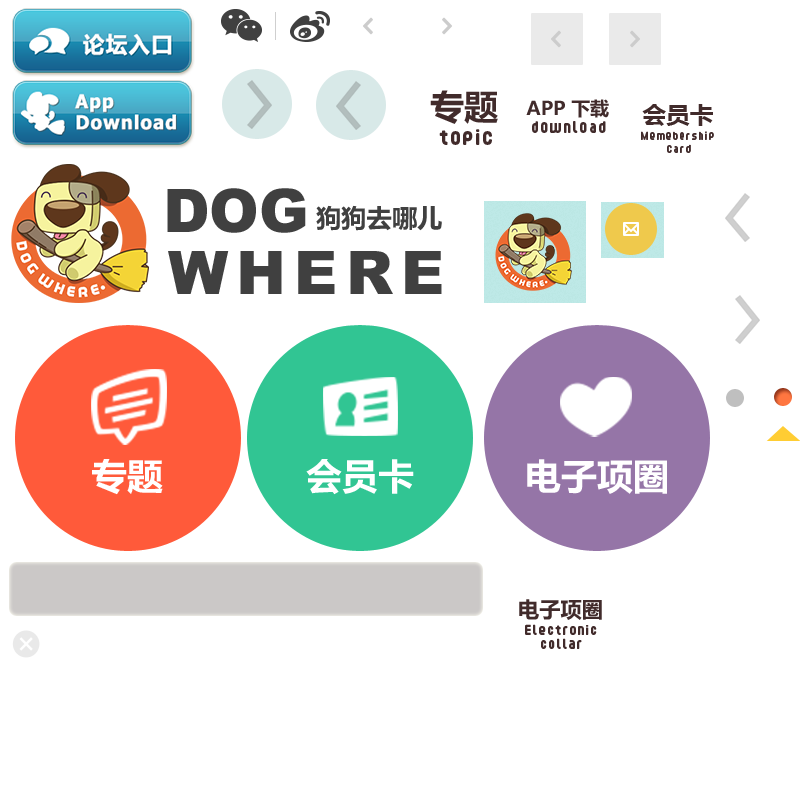 论坛入口
App
Download
专题
topic
APP 下载
download
会员卡
Memebership
Card
DOG WHERE.
DOG 狗狗去哪儿
WHERE
DOG WHERE.
专题
会员卡
电子项圈
电子项圈
Electronic
collar